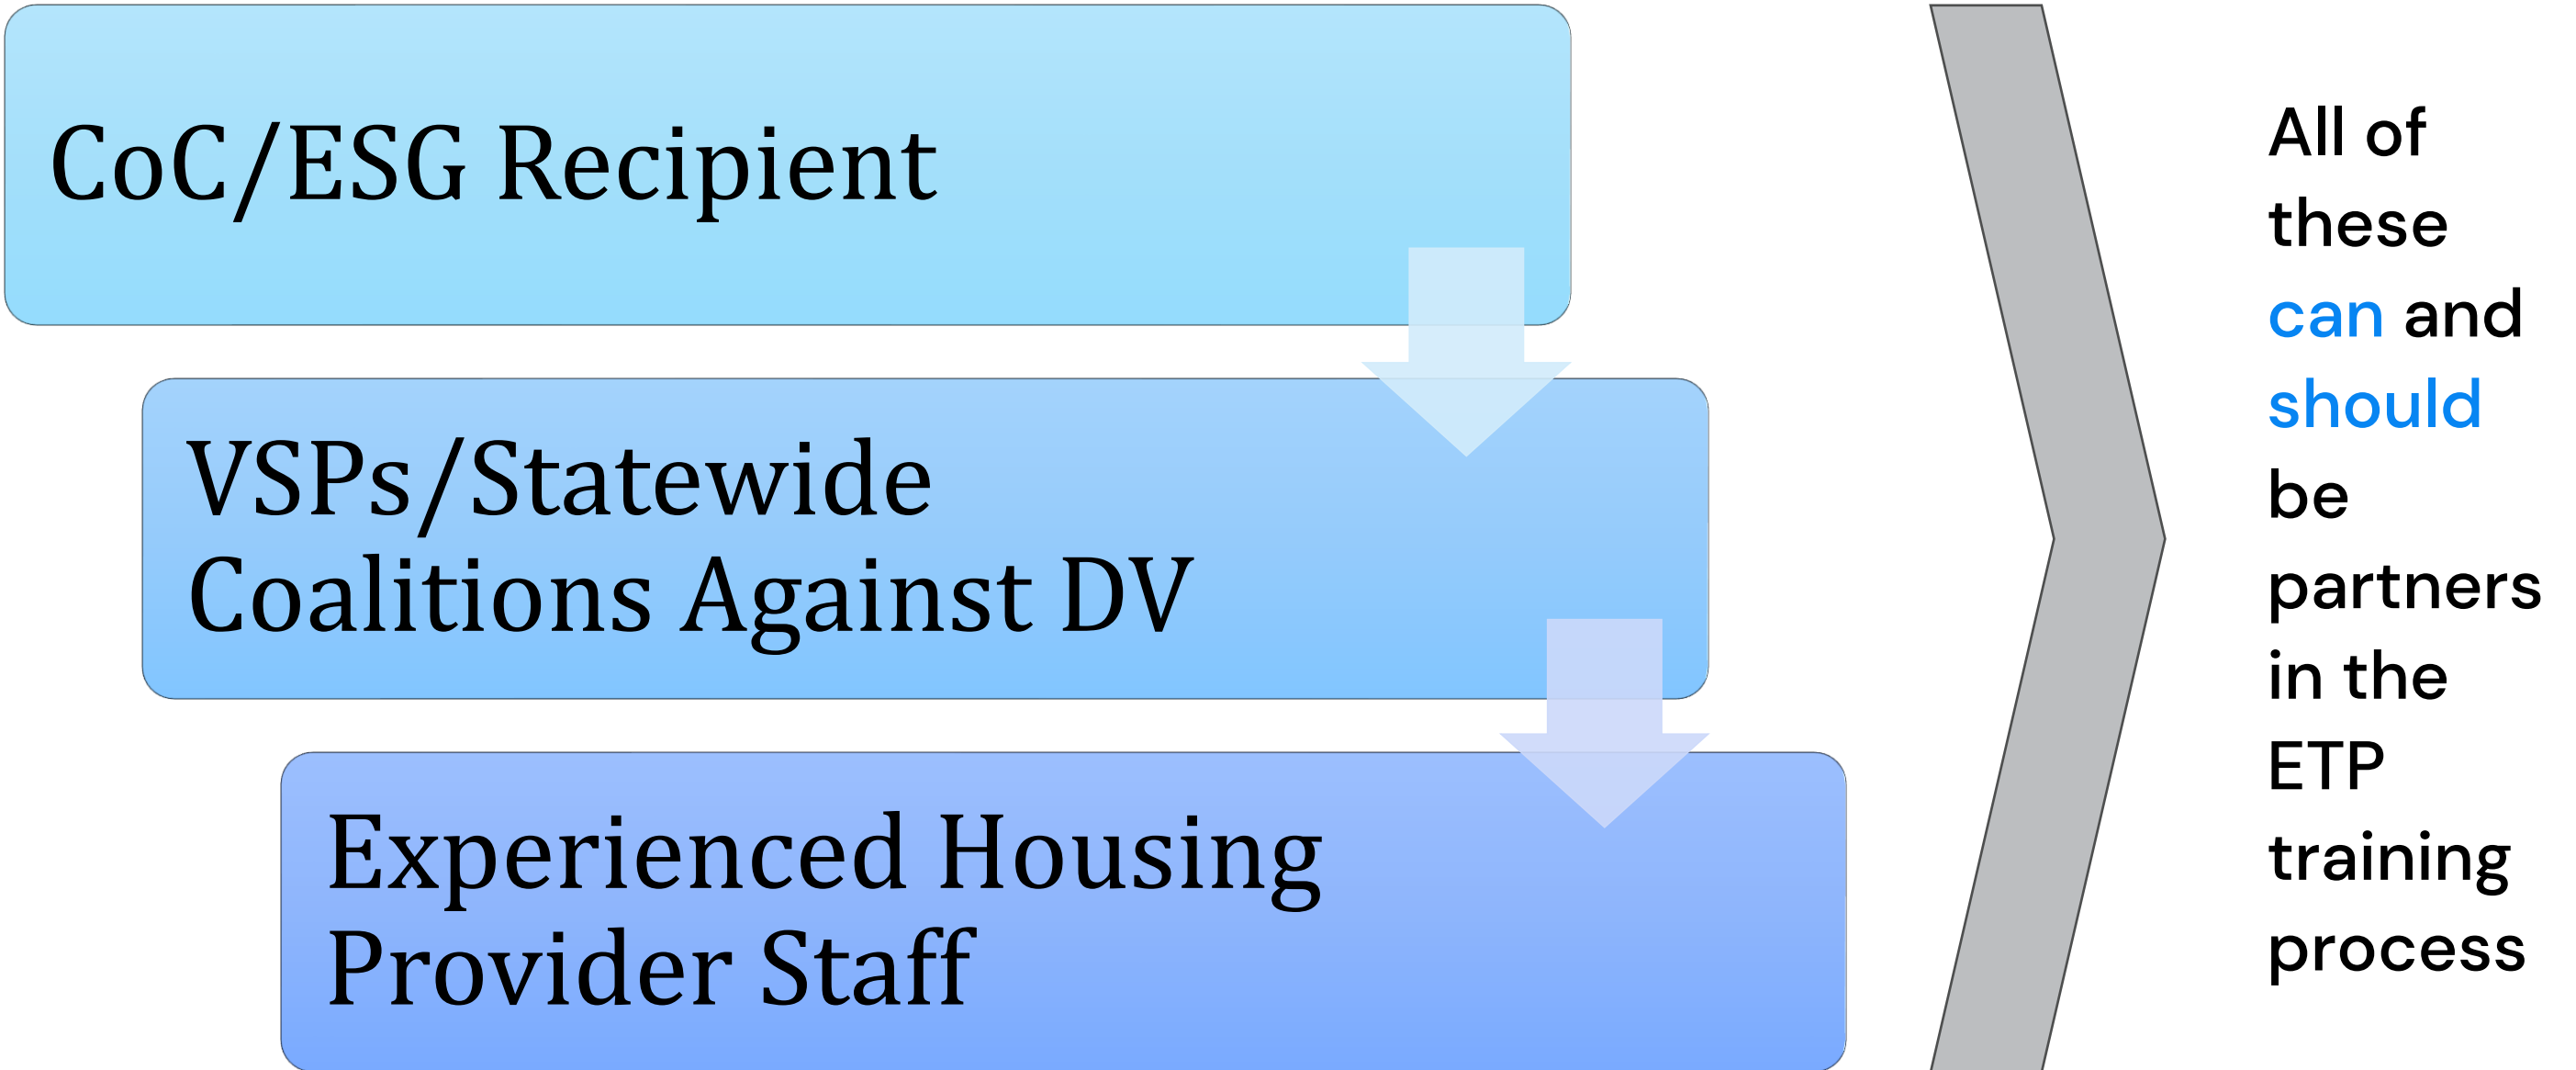 CoC/ESG Recipient
VSPs/Statewide
Coalitions Against DV
Experienced Housing
Provider Staff
All of
these
can and
should
be
partners
in the
ETP
training
process